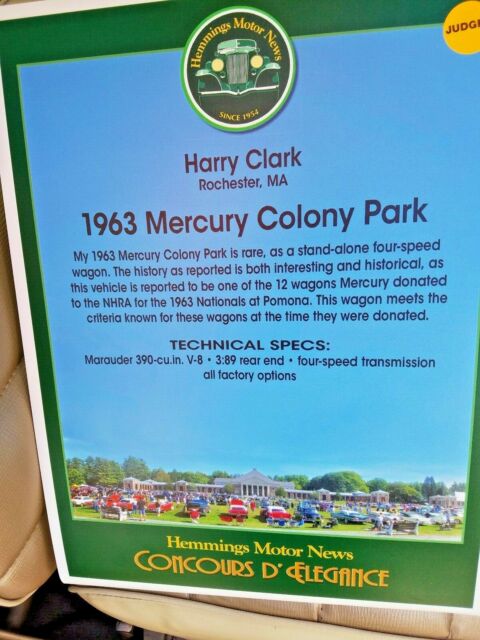 Hemmings Motor News
SINCE 1954
JUDGE
Harry Clark
Rochester, MA
1963 Mercury Colony Park
My 1963 Mercury Colony Park is rare, as a stand-alone four-speed
wagon. The history as reported is both interesting and historical, as
this vehicle is reported to be one of the 12 wagons Mercury donated
to the NHRA for the 1963 Nationals at Pomona. This wagon meets the
criteria known for these wagons at the time they were donated.
TECHNICAL SPECS:
Marauder 390-cu.in. V-8 • 3:89 rear end • four-speed transmission
all factory options
Hemmings Motor News
CONCOURS D' ELEGANCE